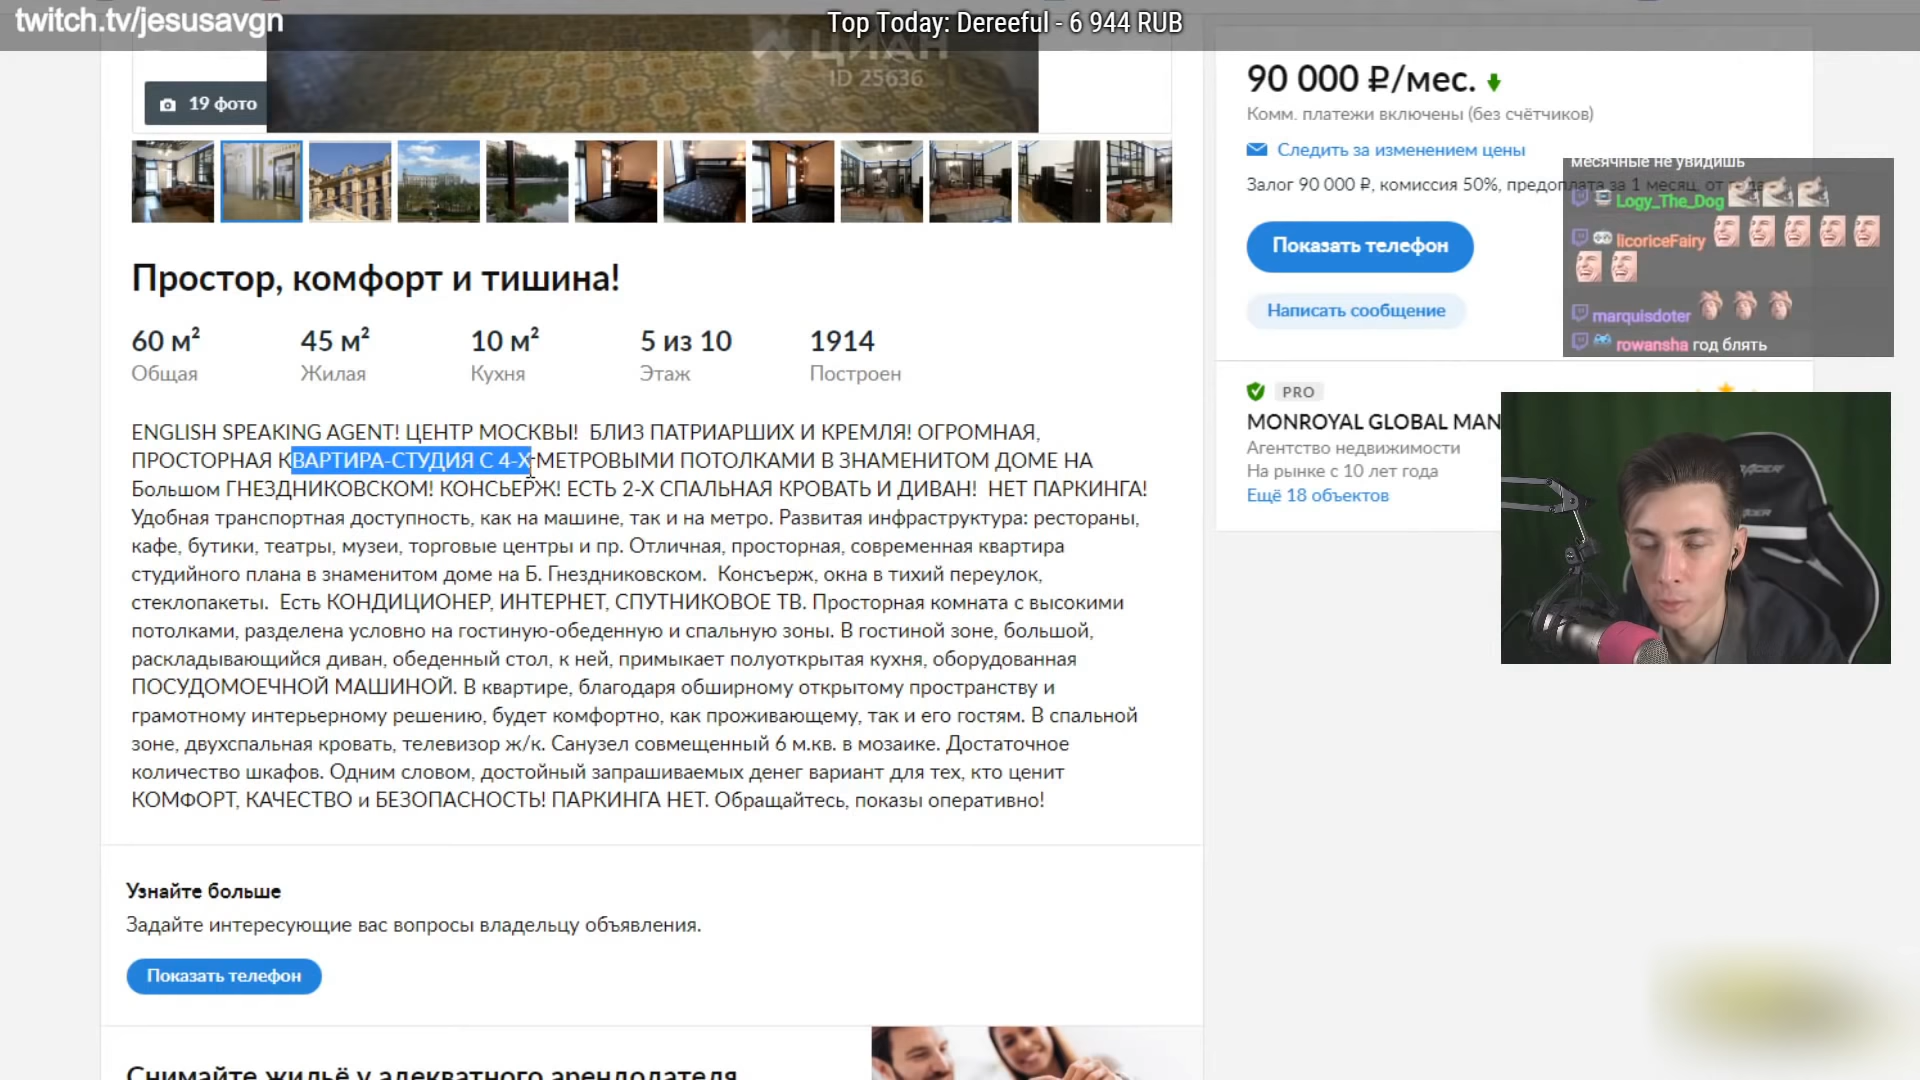 twitch.tv/jesusavgn
Top Today: Dereeful - 6 944 RUB
ЦИАН
ID 25636
19 фото
Простор, комфорт и тишина!
60 м² 45 м² 10 м² 5 из 10 1914
Общая Жилая Кухня Этаж Построен
ENGLISH SPEAKING AGENT! ЦЕНТР МОСКВЫ! БЛИЗ ПАТРИАРШИХ И КРЕМЛЯ! ОГРОМНАЯ,
ПРОСТОРНАЯ КВАРТИРА-СТУДИЯ С 4-Х МЕТРОВЫМИ ПОТОЛКАМИ В ЗНАМЕНИТОМ ДОМЕ НА
Большом ГНЕЗДНИКОВСКОМ! КОНСЬЕРЖ! ЕСТЬ 2-Х СПАЛЬНАЯ КРОВАТЬ И ДИВАН! НЕТ ПАРКИНГА!
Удобная транспортная доступность, как на машине, так и на метро. Развитая инфраструктура: рестораны,
кафе, бутики, театры, музеи, торговые центры и пр. Отличная, просторная, современная квартира
студийного плана в знаменитом доме на Б. Гнездниковском. Консъерж, окна в тихий переулок,
стеклопакеты. Есть КОНДИЦИОНЕР, ИНТЕРНЕТ, СПУТНИКОВОЕ ТВ. Просторная комната с высокими
потолками, разделена условно на гостиную-обеденную и спальную зоны. В гостиной зоне, большой,
раскладывающийся диван, обеденный стол, к ней, примыкает полуоткрытая кухня, оборудованная
ПОСУДОМОЕЧНОЙ МАШИНОЙ. В квартире, благодаря обширному открытому пространству и
грамотному интерьерному решению, будет комфортно, как проживающему, так и его гостям. В спальной
зоне, двухспальная кровать, телевизор ж/к. Санузел совмещенный 6 м.кв. в мозаике. Достаточное
количество шкафов. Одним словом, достойный запрашиваемых денег вариант для тех, кто ценит
КОМФОРТ, КАЧЕСТВО и БЕЗОПАСНОСТЬ! ПАРКИНГА НЕТ. Обращайтесь, показы оперативно!
Узнайте больше
Задайте интересующие вас вопросы владельцу объявления.
Показать телефон
Снимайте жильё у адекватного арендодателя
90 000 ₽/мес.
Комм. платежи включены (без счётчиков)
Следить за изменением цены
Залог 90 000 ₽, комиссия 50%, предоплата за 1 месяц, от года
Показать телефон
Написать сообщение
месячные не увидишь
Logy_The_Dog
licoriceFairy
marquisdoter
rowansha год блять
PRO
MONROYAL GLOBAL MAN
Агентство недвижимости
На рынке с 10 лет года
Ещё 18 объектов